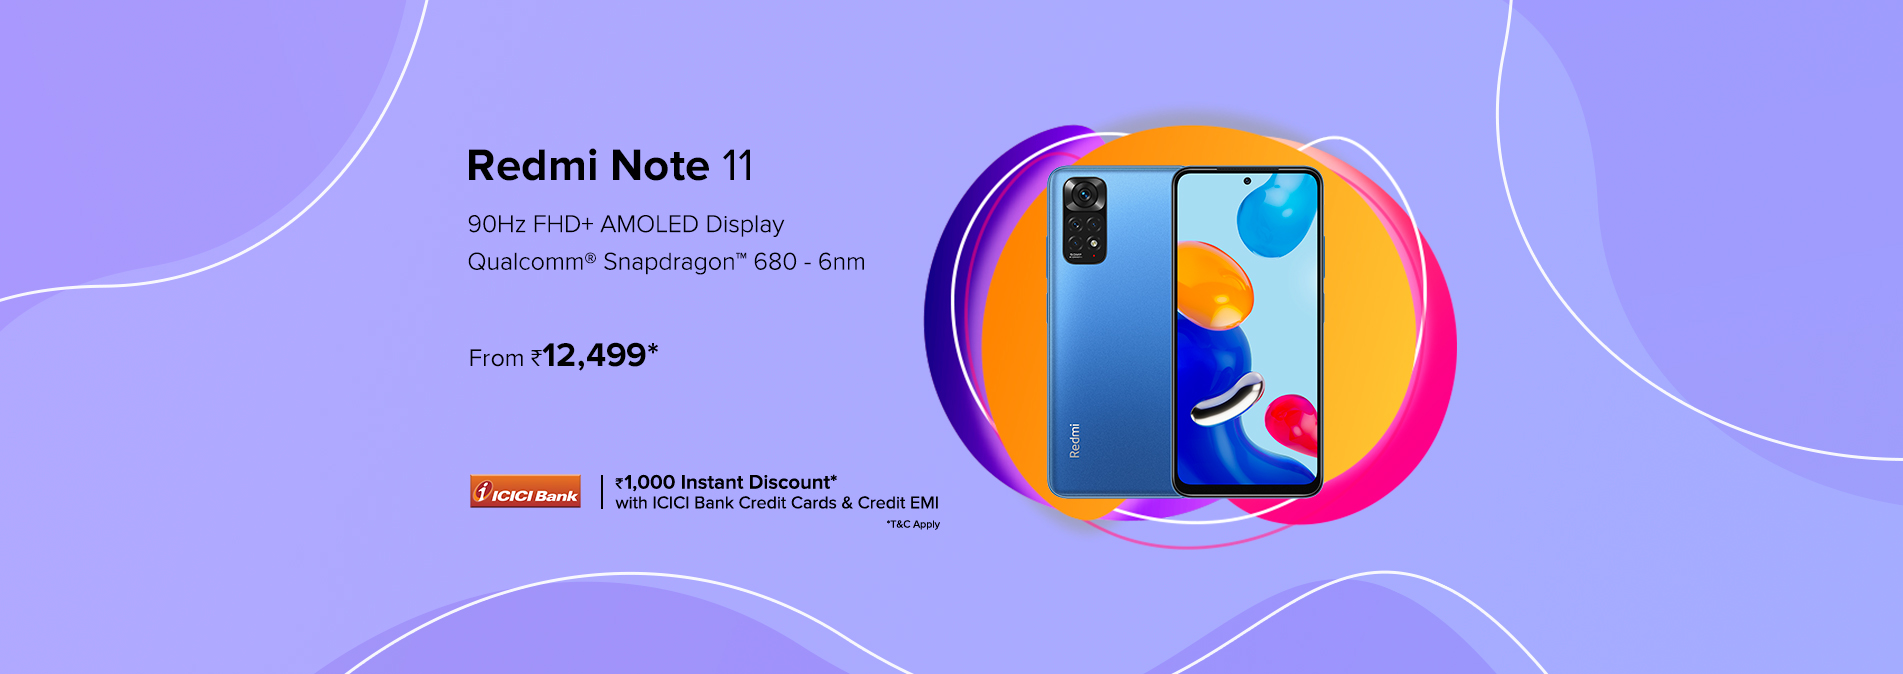 Redmi Note 11
90Hz FHD+ AMOLED Display
Qualcomm® Snapdragon™ 680 - 6nm
From ₹12,499*
ICICI Bank
₹1,000 Instant Discount*
with ICICI Bank Credit Cards & Credit EMI
*T&C Apply
Redmi